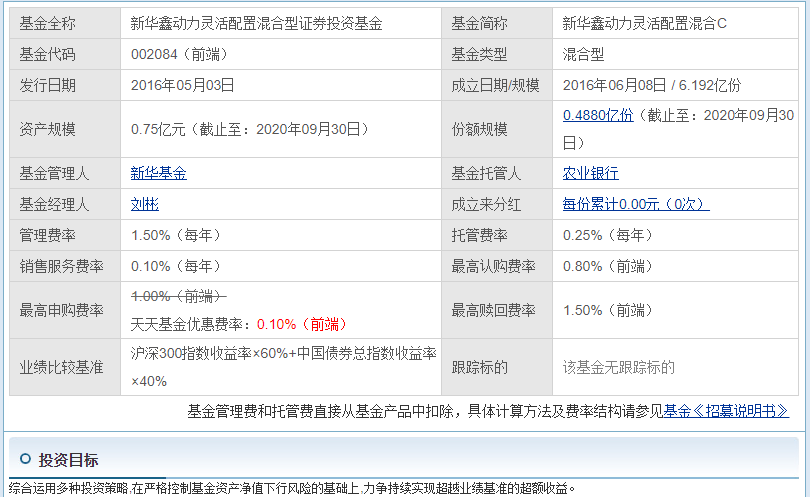 基金全称 新华鑫动力灵活配置混合型证券投资基金 基金简称 新华鑫动力灵活配置混合C
基金代码 002084（前端） 基金类型 混合型
发行日期 2016年05月03日 成立日期/规模 2016年06月08日 / 6.192亿份
资产规模 0.75亿元（截止至：2020年09月30日） 份额规模 0.4880亿份（截止至：2020年09月30
日）
基金管理人 新华基金 基金托管人 农业银行
基金经理人 刘彬 成立来分红 每份累计0.00元（0次）
管理费率 1.50%（每年） 托管费率 0.25%（每年）
销售服务费率 0.10%（每年） 最高认购费率 0.80%（前端）
最高申购费率 1.00%（前端）
天天基金优惠费率：0.10%（前端） 最高赎回费率 1.50%（前端）
业绩比较基准 沪深300指数收益率×60%+中国债券总指数收益率
×40% 跟踪标的 该基金无跟踪标的
基金管理费和托管费直接从基金产品中扣除，具体计算方法及费率结构请参见基金《招募说明书》
投资目标
综合运用多种投资策略,在严格控制基金资产净值下行风险的基础上,力争持续实现超越业绩基准的超额收益。